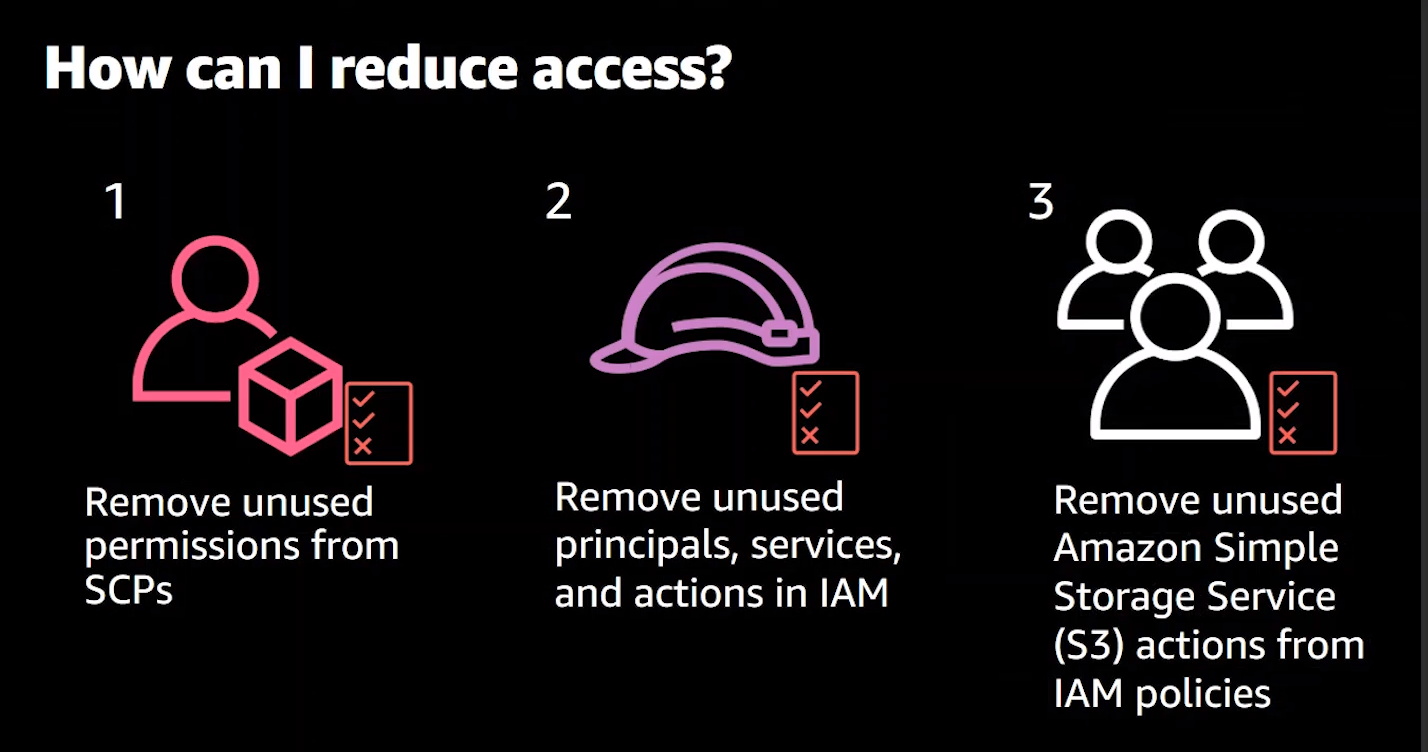 How can I reduce access?
1
Remove unused
permissions from
SCPs
2
Remove unused
principals, services,
and actions in IAM
3
Remove unused
Amazon Simple
Storage Service
(S3) actions from
IAM policies